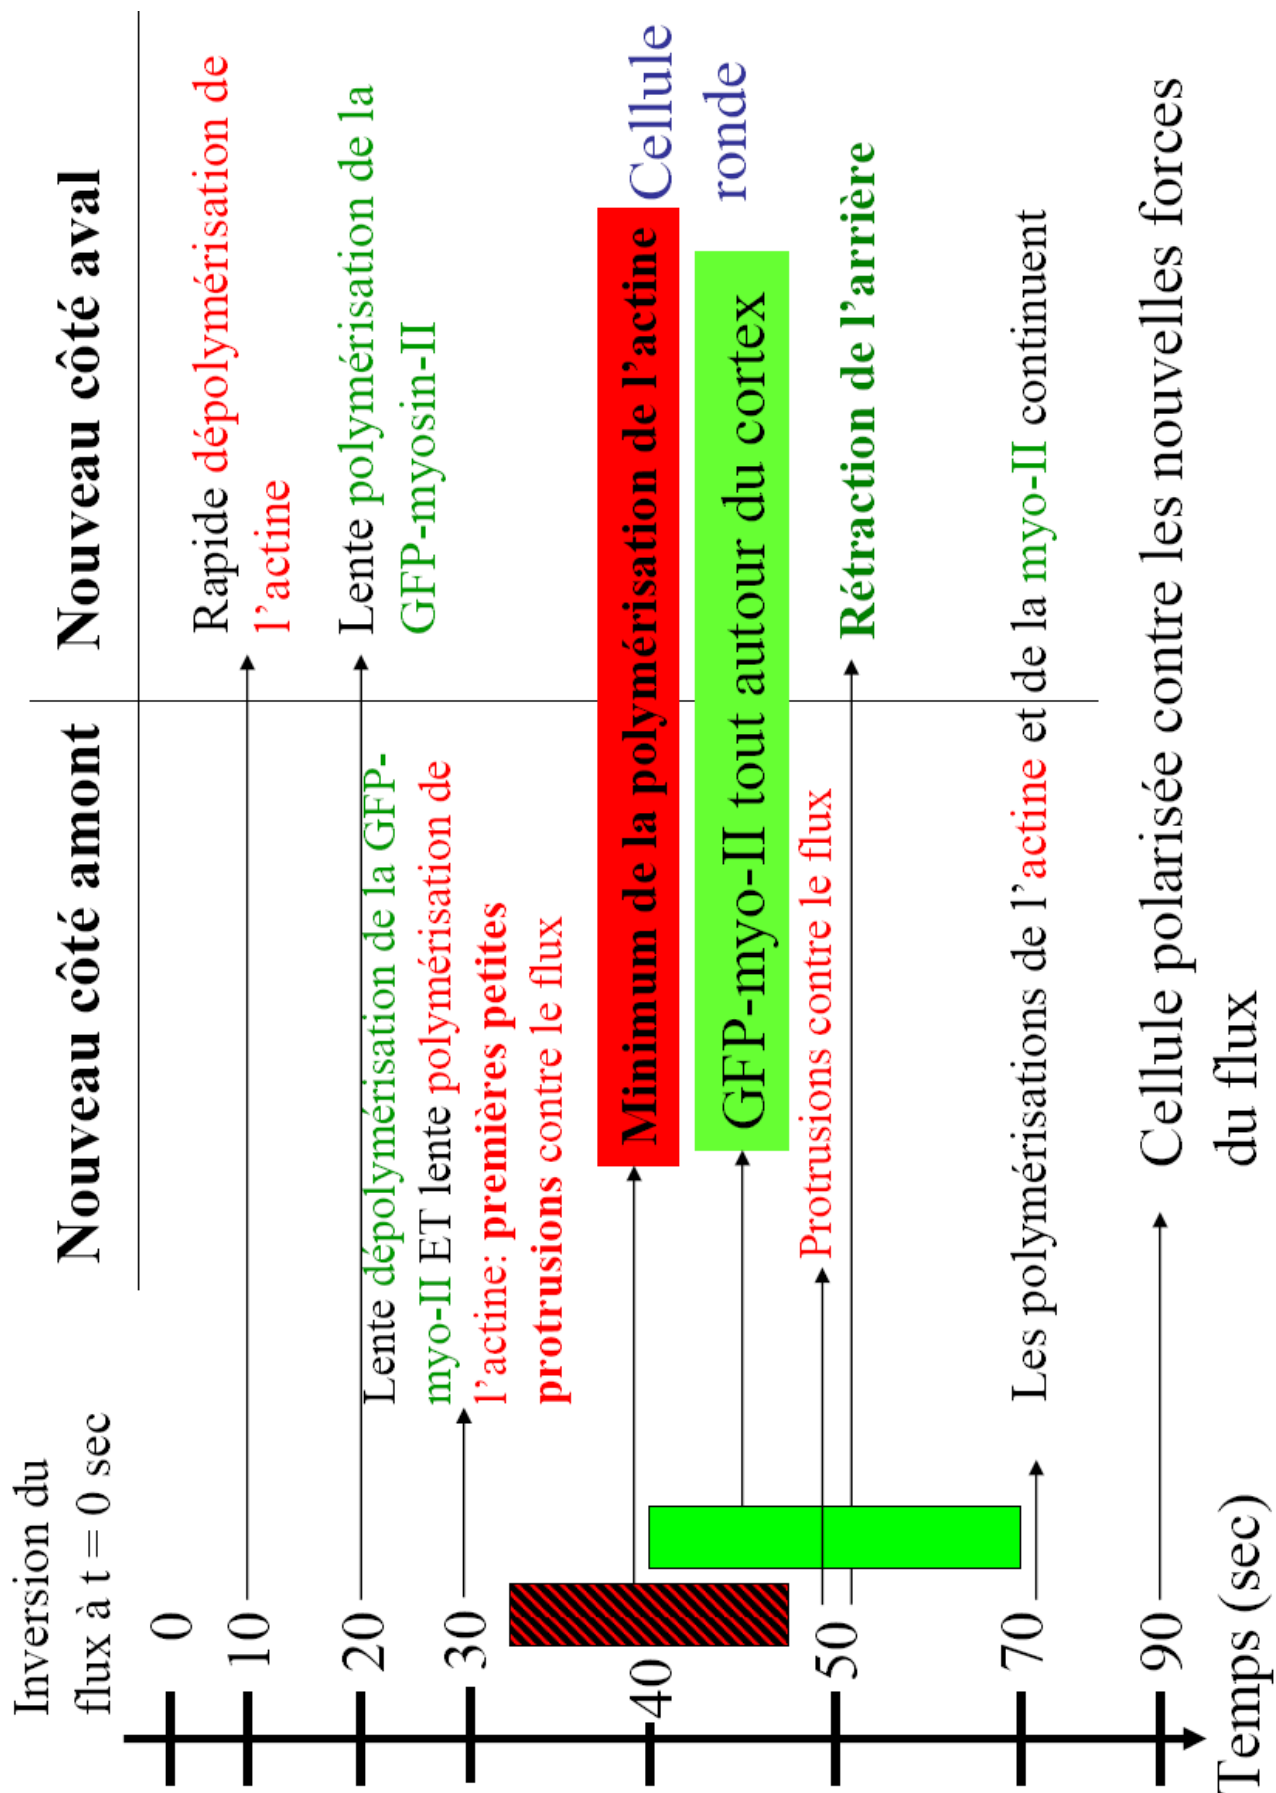 Inversion du
flux à t = 0 sec
Nouveau côté amont
Nouveau côté aval
0
10
Rapide dépolymérisation de
l'actine
20
Lente polymérisation de la
GFP-myosin-II
30
Lente dépolymérisation de la GFP-
myo-II ET lente polymérisation de
l'actine: premières petites
protrusions contre le flux
40
Minimum de la polymérisation de l'actine
GFP-myo-II tout autour du cortex
Cellule
ronde
50
Protrusions contre le flux
Rétraction de l'arrière
70
Les polymérisations de l'actine et de la myo-II continuent
90
Cellule polarisée contre les nouvelles forces
du flux
Temps (sec)